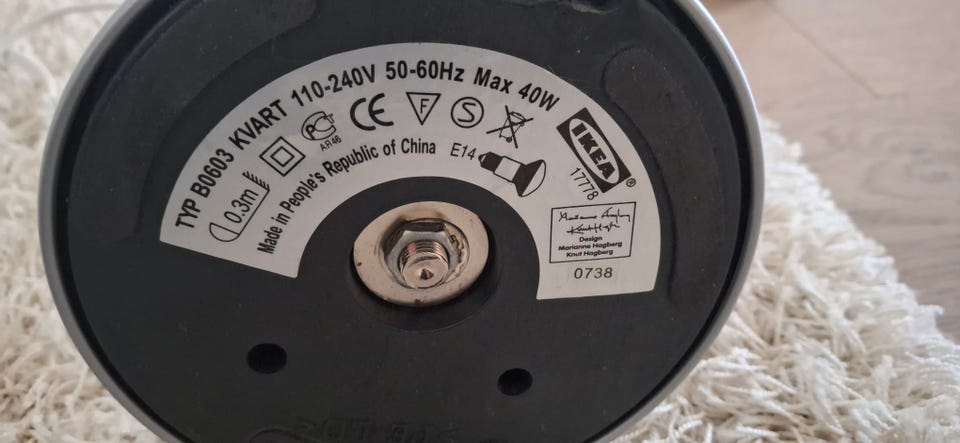 TYP B0603 KVART 110-240V 50-60Hz Max 40W
0.3m
AR46
CE
F
S
Made in People's Republic of China
E14
IKEA®
17778
Design
Marianne Hagberg
Knut Hagberg
0738